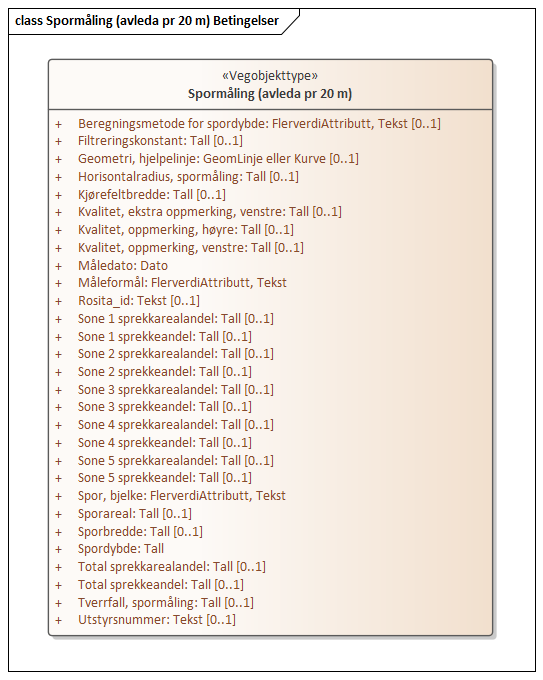 class Spormåling (avleda pr 20 m) Betingelser
«Vegobjekttype»
Spormåling (avleda pr 20 m)
+ Beregningsmetode for spordybde: FlerverdiAttributt, Tekst [0..1]
+ Filtreringskonstant: Tall [0..1]
+ Geometri, hjelpelinje: GeomLinje eller Kurve [0..1]
+ Horisontalradius, spormåling: Tall [0..1]
+ Kjørefeltbredde: Tall [0..1]
+ Kvalitet, ekstra oppmerking, venstre: Tall [0..1]
+ Kvalitet, oppmerking, høyre: Tall [0..1]
+ Kvalitet, oppmerking, venstre: Tall [0..1]
+ Måledato: Dato
+ Måleformål: FlerverdiAttributt, Tekst
+ Rosita_id: Tekst [0..1]
+ Sone 1 sprekkarealandel: Tall [0..1]
+ Sone 1 sprekkeandel: Tall [0..1]
+ Sone 2 sprekkarealandel: Tall [0..1]
+ Sone 2 sprekkeandel: Tall [0..1]
+ Sone 3 sprekkarealandel: Tall [0..1]
+ Sone 3 sprekkeandel: Tall [0..1]
+ Sone 4 sprekkarealandel: Tall [0..1]
+ Sone 4 sprekkeandel: Tall [0..1]
+ Sone 5 sprekkarealandel: Tall [0..1]
+ Sone 5 sprekkeandel: Tall [0..1]
+ Spor, bjelke: FlerverdiAttributt, Tekst
+ Sporareal: Tall [0..1]
+ Sporbredde: Tall [0..1]
+ Spordybde: Tall
+ Total sprekkarealandel: Tall [0..1]
+ Total sprekkeandel: Tall [0..1]
+ Tverrfall, spormåling: Tall [0..1]
+ Utstyrsnummer: Tekst [0..1]